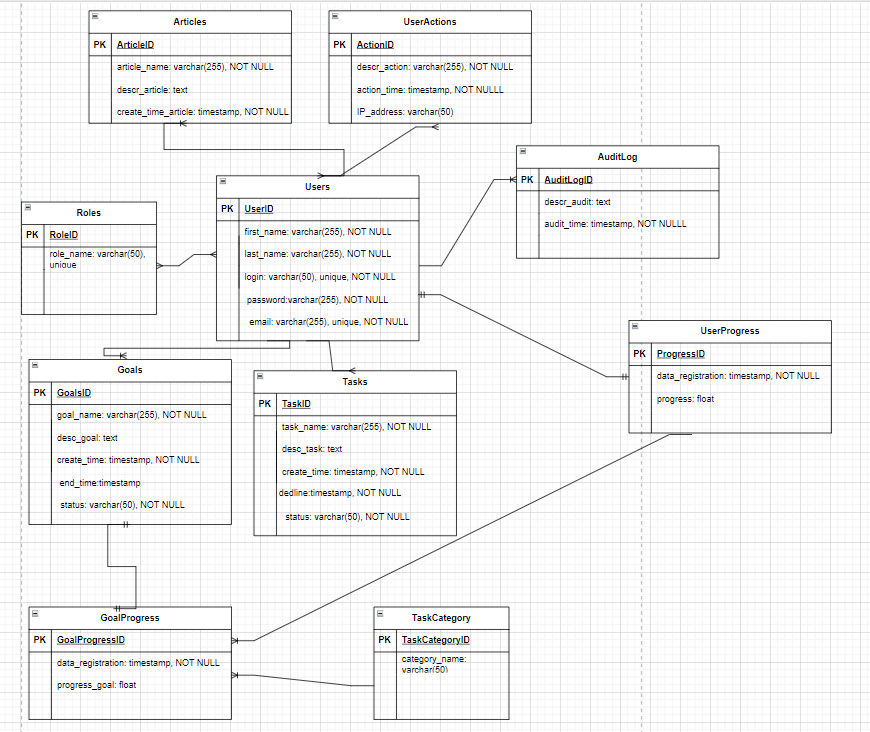 Articles
PK ArticleID
article_name: varchar(255), NOT NULL
descr_article: text
create_time_article: timestamp, NOT NULL
UserActions
PK ActionID
descr_action: varchar(255), NOT NULL
action_time: timestamp, NOT NULLL
IP_address: varchar(50)
AuditLog
PK AuditLogID
descr_audit: text
audit_time: timestamp, NOT NULLL
Users
PK UserID
first_name: varchar(255), NOT NULL
last_name: varchar(255), NOT NULL
login: varchar(50), unique, NOT NULL
password:varchar(255), NOT NULL
email: varchar(255), unique, NOT NULL
Roles
PK RoleID
role_name: varchar(50),
unique
UserProgress
PK ProgressID
data_registration: timestamp, NOT NULL
progress: float
Goals
PK GoalsID
goal_name: varchar(255), NOT NULL
desc_goal: text
create_time: timestamp, NOT NULL
end_time:timestamp
status: varchar(50), NOT NULL
Tasks
PK TaskID
task_name: varchar(255), NOT NULL
desc_task: text
create_time: timestamp, NOT NULL
dedline:timestamp, NOT NULL
status: varchar(50), NOT NULL
GoalProgress
PK GoalProgressID
data_registration: timestamp, NOT NULL
progress_goal: float
TaskCategory
PK TaskCategoryID
category_name:
varchar(50)